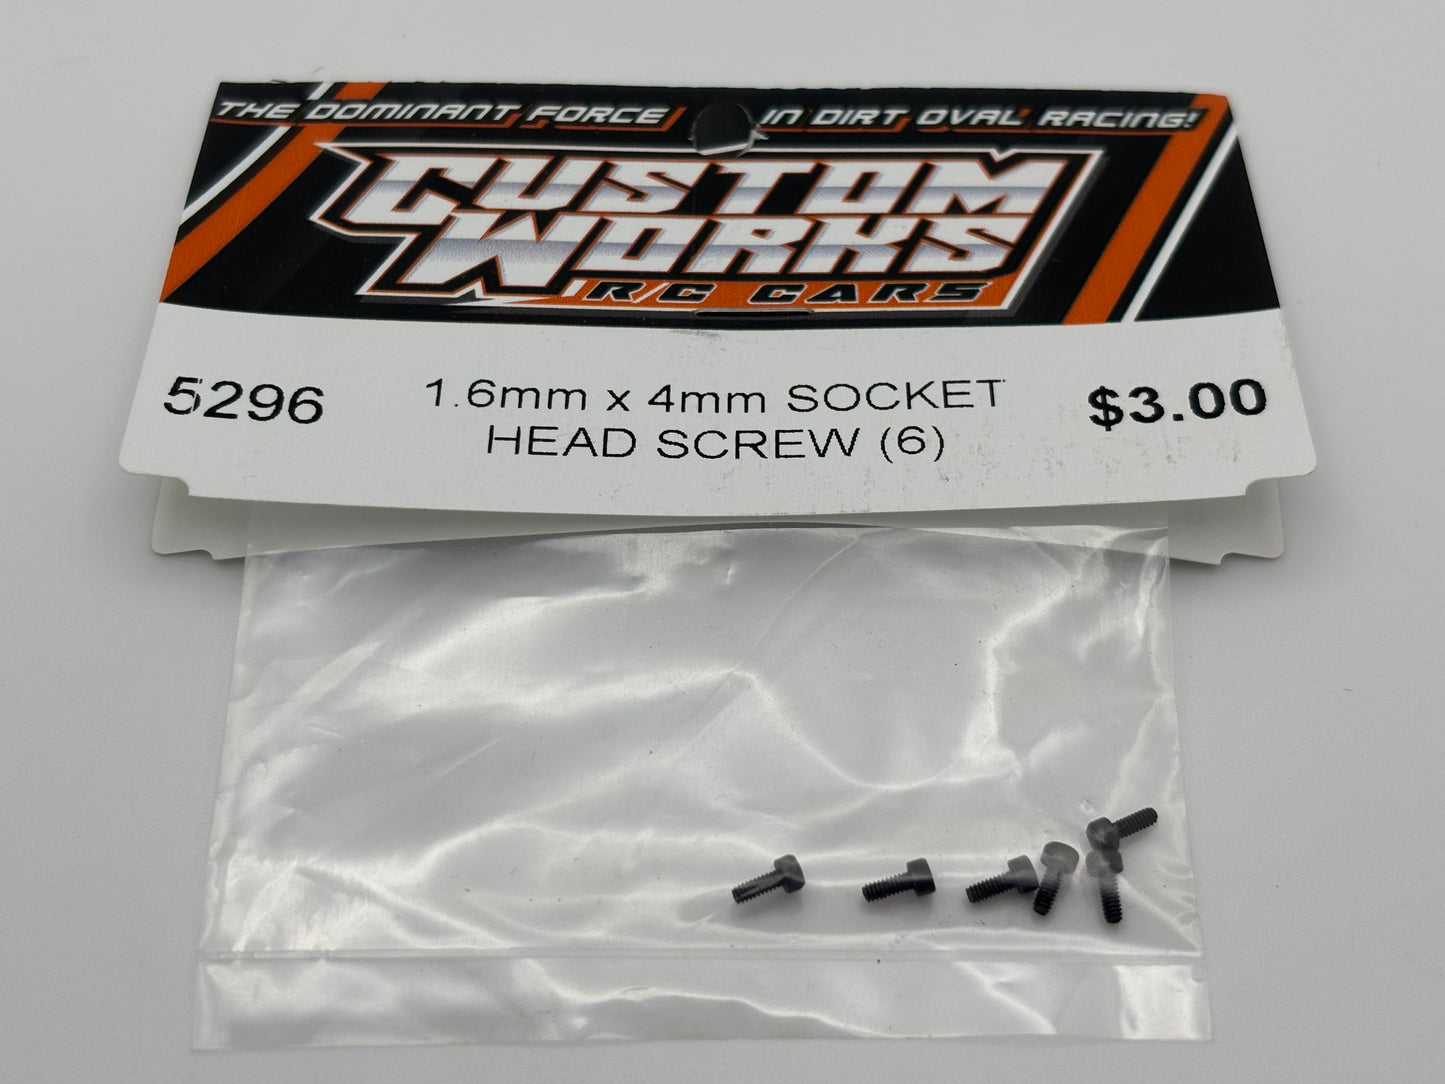 THE DOMINANT FORCE IN DIRT OVAL RACING!
CUSTOM
WORKS
R/C CARS
5296 1.6mm x 4mm SOCKET $3.00
HEAD SCREW (6)